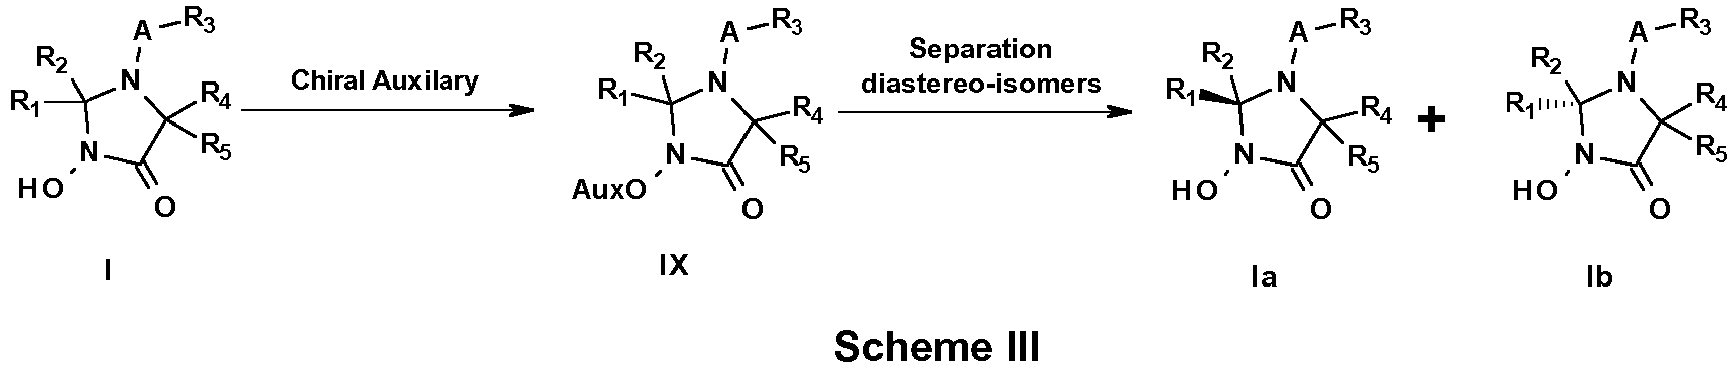 A R₃
R₂ N
R₁ R₄
N R₅
HO O
I
Chiral Auxilary
A R₃
R₂ N
R₁ R₄
N R₅
AuxO O
IX
Separation
diastereo-isomers
A R₃
R₂ N
R₁ R₄
N R₅
HO O
Ia
+
A R₃
R₂ N
R₁ R₄
N R₅
HO O
Ib
Scheme III